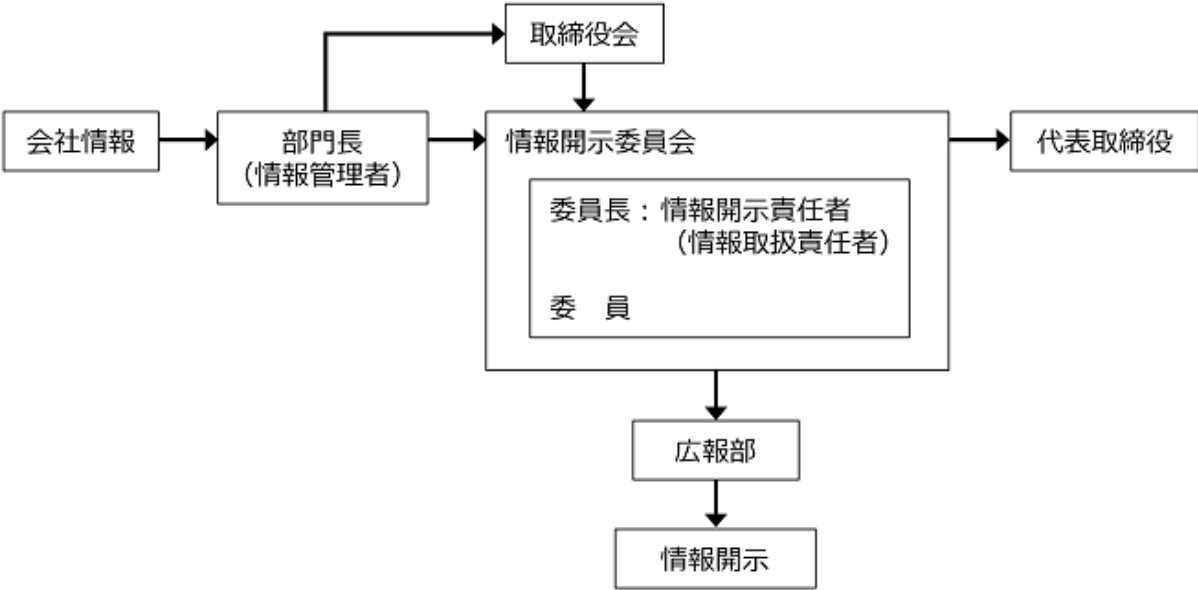 取締役会
会社情報
部門長
（情報管理者）
情報開示委員会
代表取締役
委員長：情報開示責任者
（情報取扱責任者）
委　員
広報部
情報開示